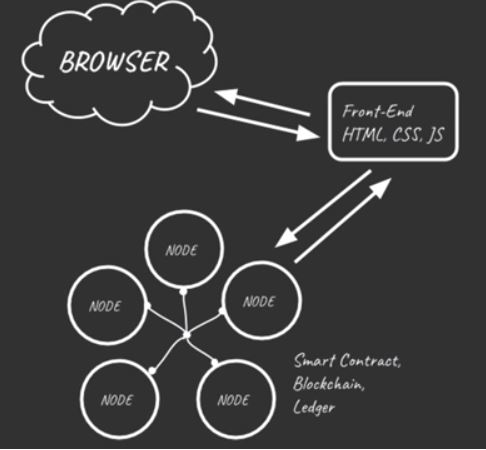 BROWSER
Front-End
HTML, CSS, JS
NODE
NODE
NODE
NODE
NODE
Smart Contract,
Blockchain,
Ledger